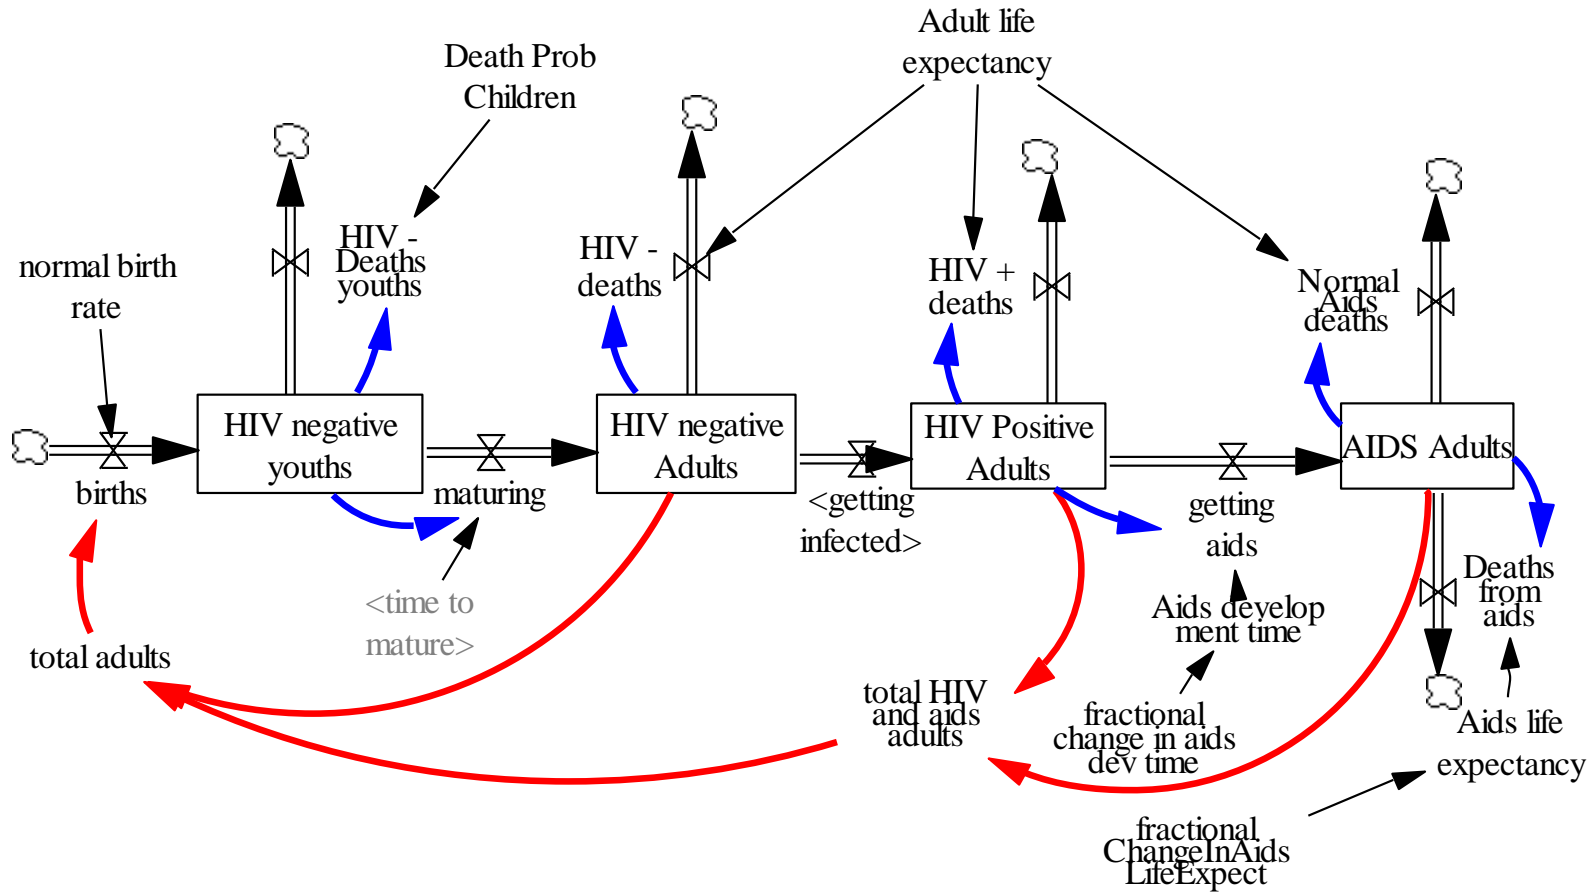 Adult life
expectancy
Death Prob
Children
HIV -
Deaths
youths
HIV -
deaths
HIV +
deaths
Normal
Aids
deaths
normal birth
rate
HIV negative
youths
HIV negative
Adults
HIV Positive
Adults
AIDS Adults
births
maturing
<getting
infected>
getting
aids
Deaths
from
aids
<time to
mature>
Aids develop
ment time
total adults
total HIV
and aids
adults
fractional
change in aids
dev time
Aids life
expectancy
fractional
ChangeInAids
LifeExpect